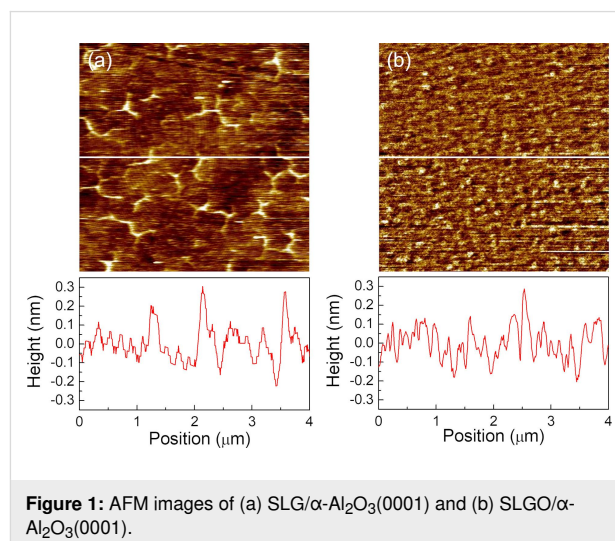 (a) (b)
0.3 0.3
0.2 0.2
0.1 0.1
0.0 0.0
-0.1 -0.1
-0.2 -0.2
-0.3 -0.3
Height (nm) Height (nm)
0 1 2 3 4 0 1 2 3 4
Position (μm) Position (μm)
Figure 1: AFM images of (a) SLG/α-Al₂O₃(0001) and (b) SLGO/α-
Al₂O₃(0001).